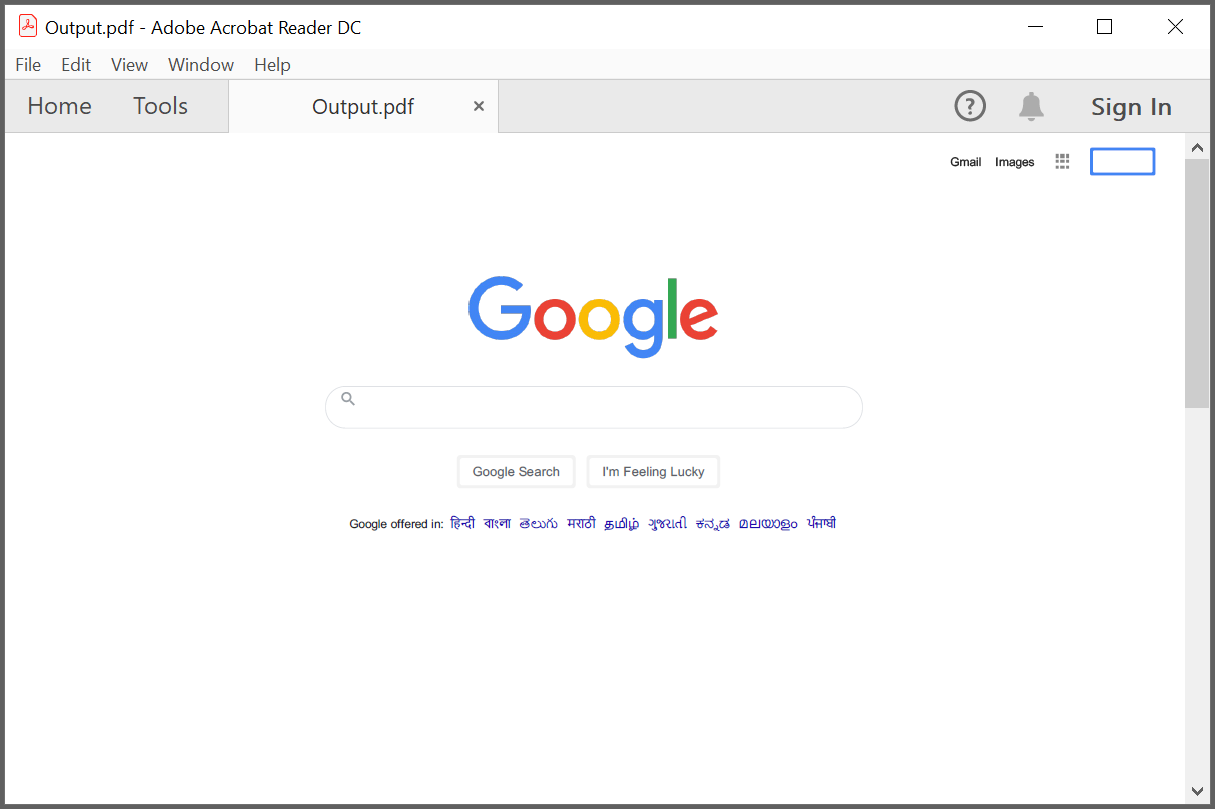 Output.pdf - Adobe Acrobat Reader DC
File Edit View Window Help
Home Tools Output.pdf Sign In
Gmail Images
Google
Google Search I'm Feeling Lucky
Google offered in: हिन्दी বাংলা తెలుగు मराठी தமிழ் ગુજરાતી ಕನ್ನಡ മലയാളം ਪੰਜਾਬੀ